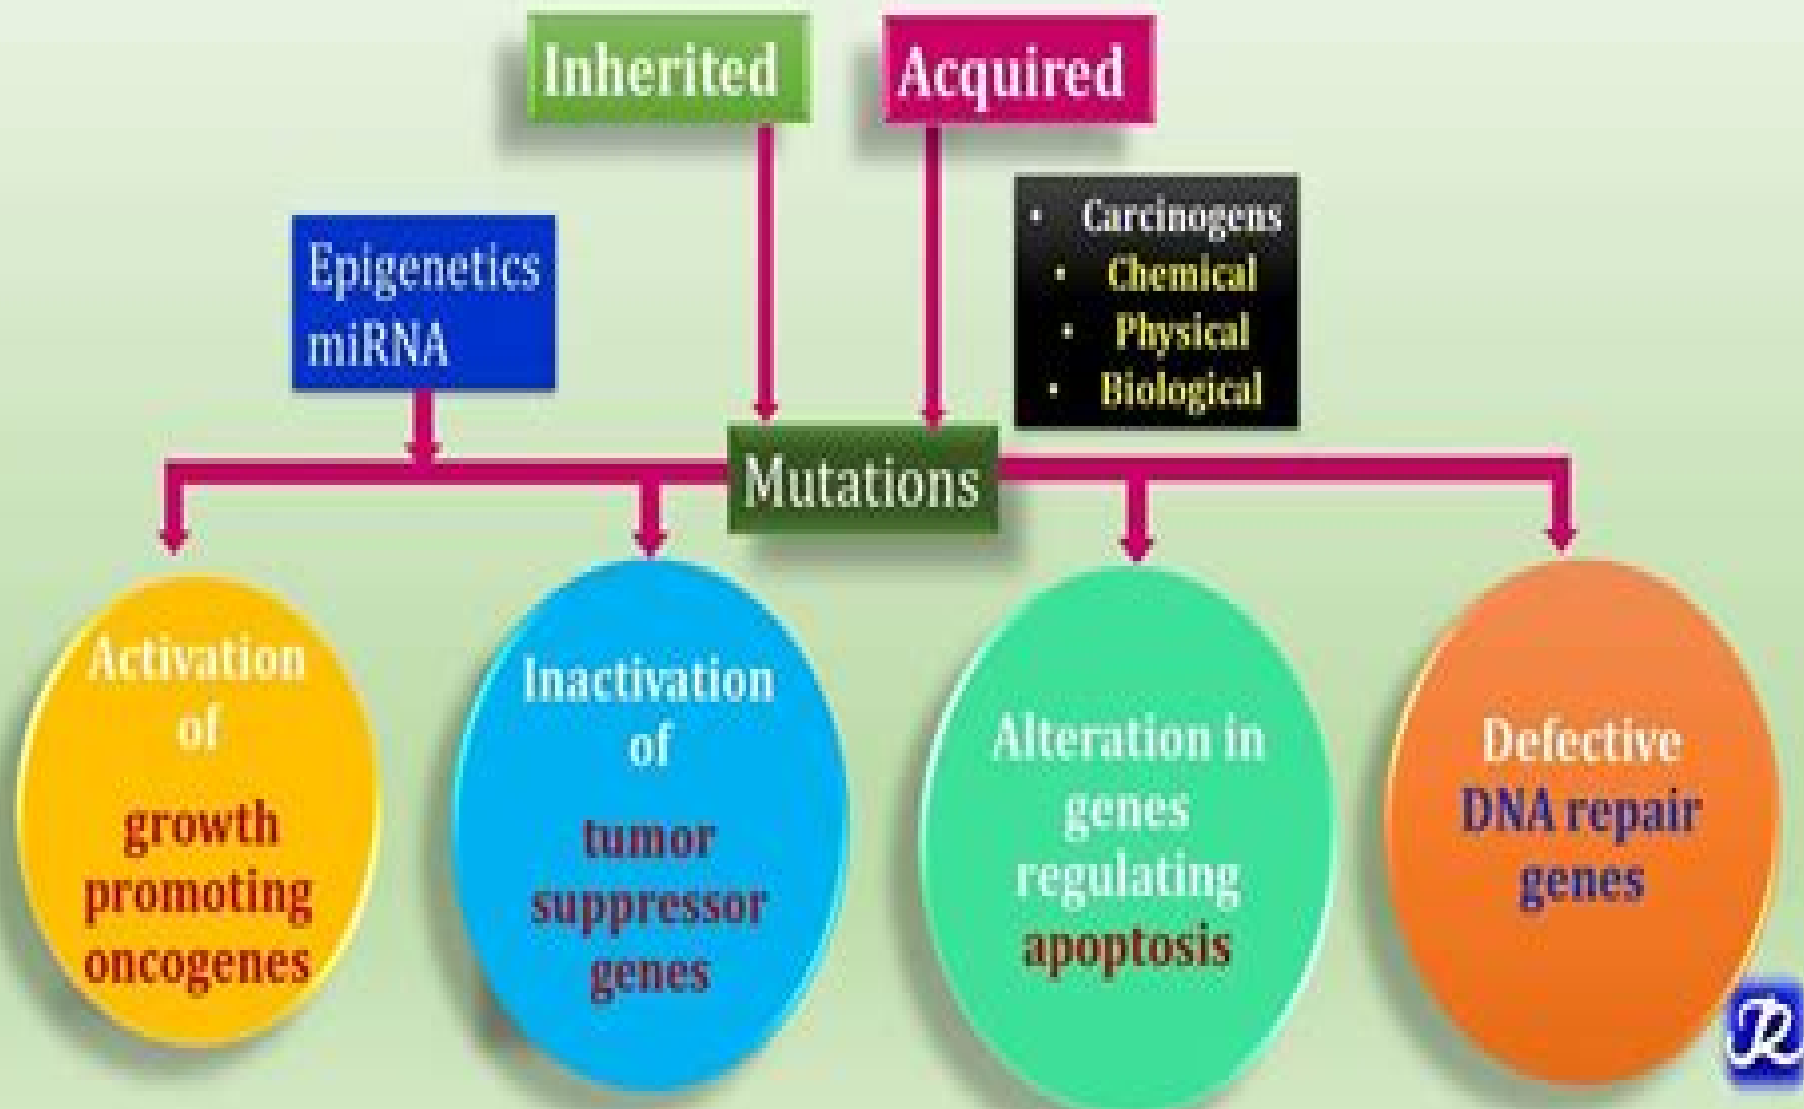 Inherited
Acquired
Epigenetics
miRNA
• Carcinogens
• Chemical
• Physical
• Biological
Mutations
Activation
of
growth
promoting
oncogenes
Inactivation
of
tumor
suppressor
genes
Alteration in
genes
regulating
apoptosis
Defective
DNA repair
genes
R